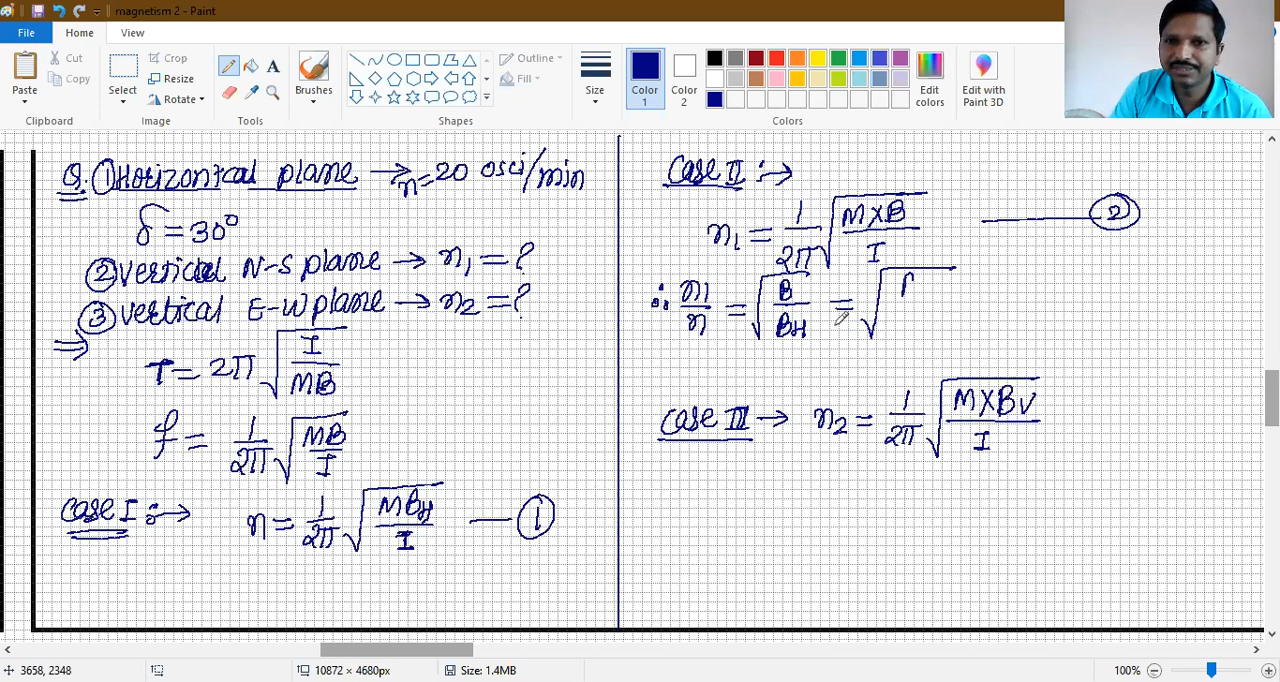 magnetism 2 - Paint
File Home View
Paste Cut Copy Clipboard
Select Crop Resize Rotate Image
Tools
Brushes
Outline Fill Shapes
Size
Color 1 Color 2 Edit colors Edit with Paint 3D Colors
Q. ① Horizontal plane → n = 20 osci/min
δ = 30°
② Vertical N-S plane → n₁ = ?
③ Vertical E-W plane → n₂ = ?
⇒ T = 2π √(I/MB)
f = 1/2π √(MB/I)
Case I :→ n = 1/2π √(MB_H/I) — ①
Case II :→
n₁ = 1/2π √(M×B/I) — ②
∴ n₁/n = √(B/B_H) = √
Case III → n₂ = 1/2π √(M×Bv/I)
3658, 2348 10872 × 4680px Size: 1.4MB 100%